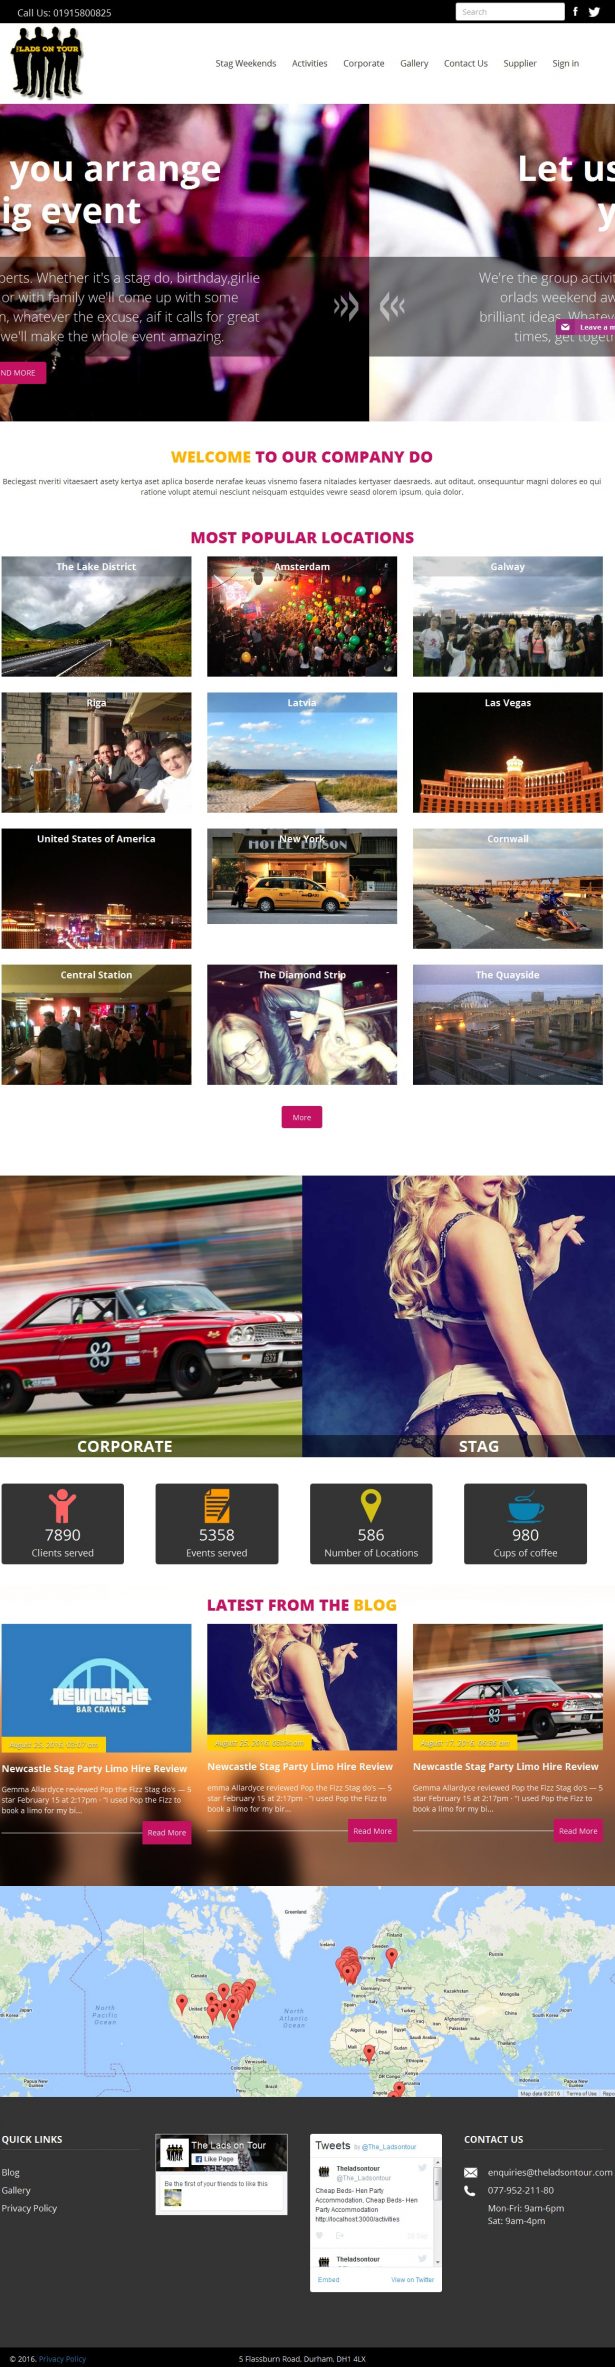 Call Us: 01915800825
Search
THE LADS ON TOUR
Stag Weekends
Activities
Corporate
Gallery
Contact Us
Supplier
Sign in
you arrange
ig event
perts. Whether it's a stag do, birthday,girlie
or with family we'll come up with some
n, whatever the excuse, aif it calls for great
we'll make the whole event amazing.
ND MORE
Let us
y
We're the group activit
orlads weekend aw
brilliant ideas. Whatev
times, get togeth
Leave a m
WELCOME TO OUR COMPANY DO
Beciegast nveriti vitaesaert asety kertya aset aplica boserde nerafae keuas visnemo fasera nitaiades kertyaser daesraeds. aut oditaut. onsequuntur magni dolores eo qui
ratione volupt atemui nesciunt neisquam estquides vewre seasd olorem ipsum, quia dolor.
MOST POPULAR LOCATIONS
The Lake District
Amsterdam
Galway
Riga
Latvia
Las Vegas
United States of America
New York
HOTEL EDISON
Cornwall
Central Station
The Diamond Strip
The Quayside
More
83
CORPORATE
STAG
7890
Clients served
5358
Events served
586
Number of Locations
980
Cups of coffee
LATEST FROM THE BLOG
NEWCASTLE
BAR CRAWLS
August 25, 2016, 03:07 am
Newcastle Stag Party Limo Hire Review
Gemma Allardyce reviewed Pop the Fizz Stag do's — 5
star February 15 at 2:17pm · "I used Pop the Fizz to
book a limo for my bi...
Read More
August 25, 2016, 03:04 am
Newcastle Stag Party Limo Hire Review
emma Allardyce reviewed Pop the Fizz Stag do's — 5
star February 15 at 2:17pm · "I used Pop the Fizz to
book a limo for my bir...
Read More
83
August 17, 2016, 06:36 am
Newcastle Stag Party Limo Hire Review
Gemma Allardyce reviewed Pop the Fizz Stag do's — 5
star February 15 at 2:17pm · "I used Pop the Fizz to
book a limo for my bi...
Read More
Greenland
Iceland
Finland
Sweden
Norway
Russia
Canada
Poland
Germany
France
Ukraine
Kazakhstan
Mongolia
Spain
Italy
Turkey
United S
North
Pacific
Ocean
North
Atlantic
Ocean
Japan
China
South Korea
Iraq
Iran
Afghanistan
Pakistan
Algeria
Libya
Egypt
Saudi Arabia
India
Thailand
Mexico
Mali
Chad
Sudan
Ethiopia
Venezuela
Colombia
DR Congo
Kenya
Tanzania
Angola
Brazil
Peru
Indonesia
Papua New
Guinea
Map data ©2016
Terms of Use
Repo
QUICK LINKS
Blog
Gallery
Privacy Policy
The Lads on Tour
Like Page
Be the first of your friends to like this
Tweets by @The_Ladsontour
Theladsontour
@The_Ladsontour
Cheap Beds- Hen Party
Accommodation, Cheap Beds- Hen
Party Accommodation
http://localhost:3000/activities
Theladsontour
Embed
View on Twitter
CONTACT US
enquiries@theladsontour.com
077-952-211-80
Mon-Fri: 9am-6pm
Sat: 9am-4pm
© 2016, Privacy Policy
5 Flassburn Road, Durham, DH1 4LX